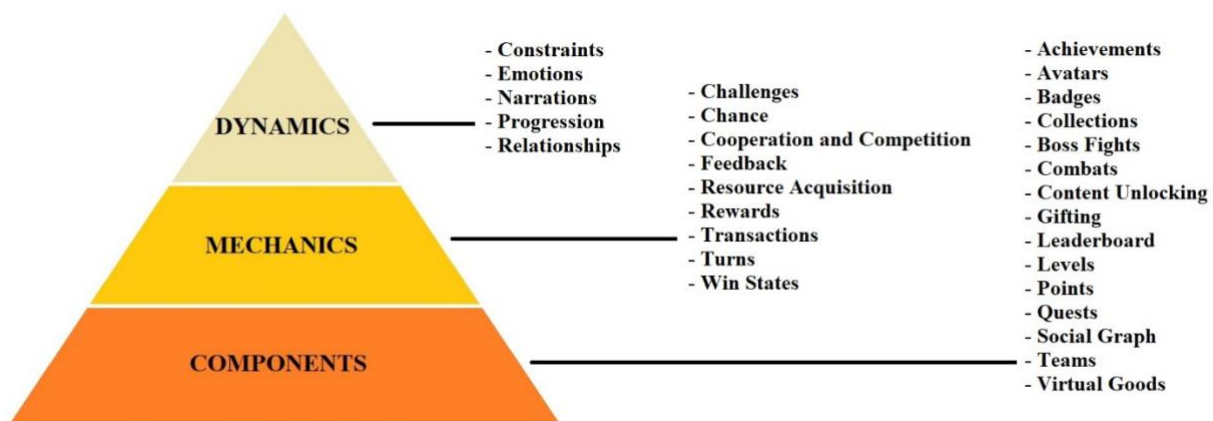 DYNAMICS
- Constraints
- Emotions
- Narrations
- Progression
- Relationships
MECHANICS
- Challenges
- Chance
- Cooperation and Competition
- Feedback
- Resource Acquisition
- Rewards
- Transactions
- Turns
- Win States
COMPONENTS
- Achievements
- Avatars
- Badges
- Collections
- Boss Fights
- Combats
- Content Unlocking
- Gifting
- Leaderboard
- Levels
- Points
- Quests
- Social Graph
- Teams
- Virtual Goods